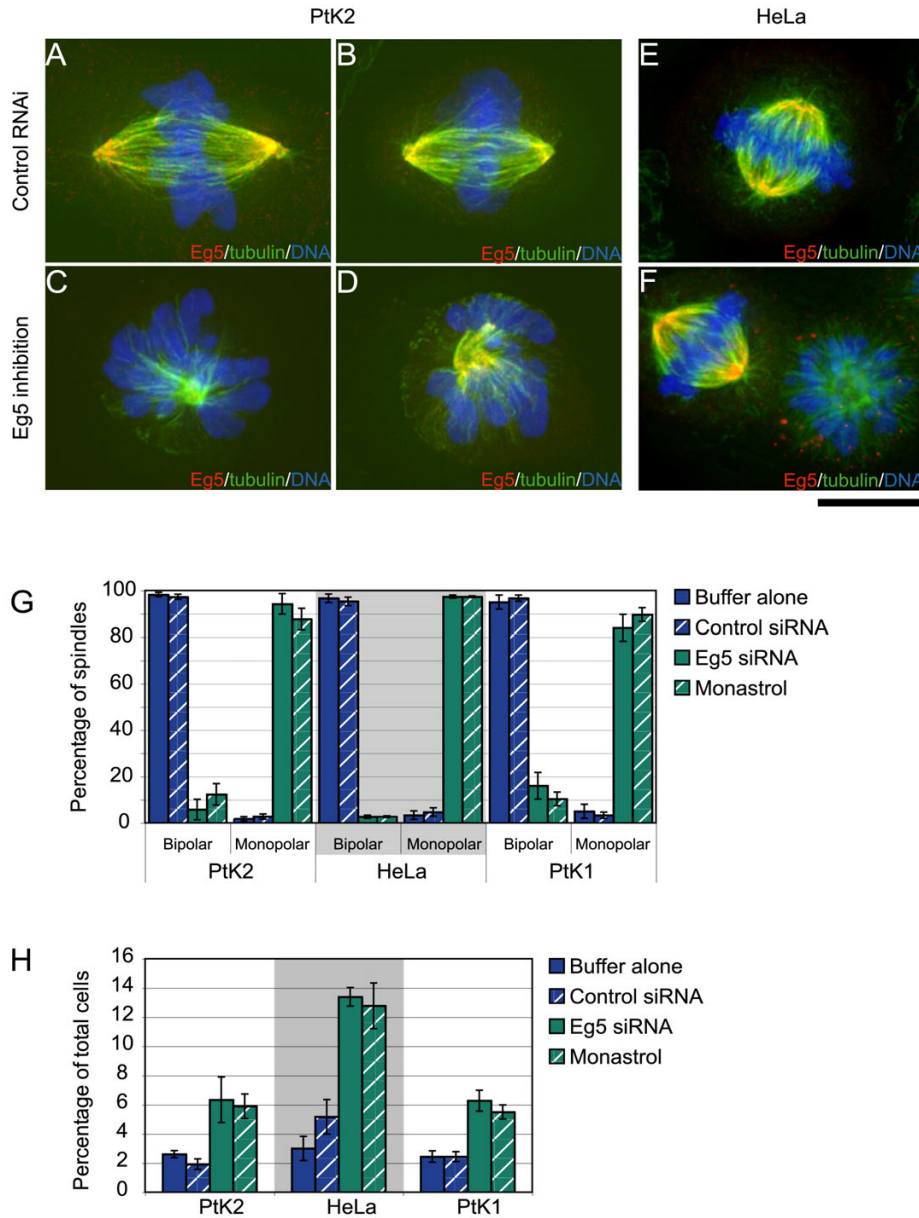 PtK2 HeLa
Control RNAi
A
Eg5/tubulin/DNA
B
Eg5/tubulin/DNA
E
Eg5/tubulin/DNA
Eg5 inhibition
C
Eg5/tubulin/DNA
D
Eg5/tubulin/DNA
F
Eg5/tubulin/DNA
G
Percentage of spindles
100
80
60
40
20
0
Bipolar Monopolar Bipolar Monopolar Bipolar Monopolar
PtK2 HeLa PtK1
Buffer alone
Control siRNA
Eg5 siRNA
Monastrol
H
Percentage of total cells
16
14
12
10
8
6
4
2
0
PtK2 HeLa PtK1
Buffer alone
Control siRNA
Eg5 siRNA
Monastrol